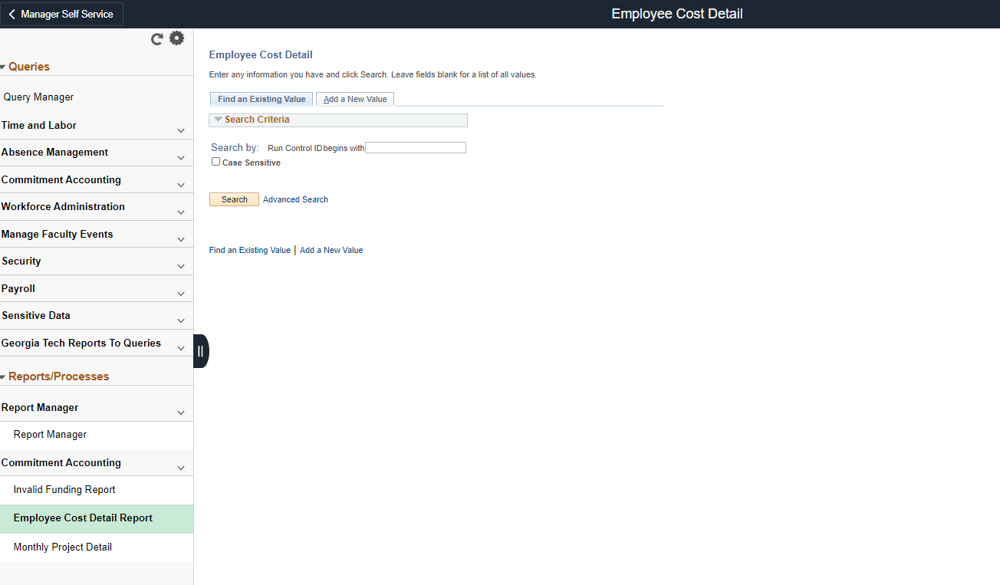 Manager Self Service
Employee Cost Detail
Queries
Query Manager
Time and Labor
Absence Management
Commitment Accounting
Workforce Administration
Manage Faculty Events
Security
Payroll
Sensitive Data
Georgia Tech Reports To Queries
Reports/Processes
Report Manager
Report Manager
Commitment Accounting
Invalid Funding Report
Employee Cost Detail Report
Monthly Project Detail
Employee Cost Detail
Enter any information you have and click Search. Leave fields blank for a list of all values.
Find an Existing Value Add a New Value
Search Criteria
Search by: Run Control ID begins with
Case Sensitive
Search Advanced Search
Find an Existing Value | Add a New Value